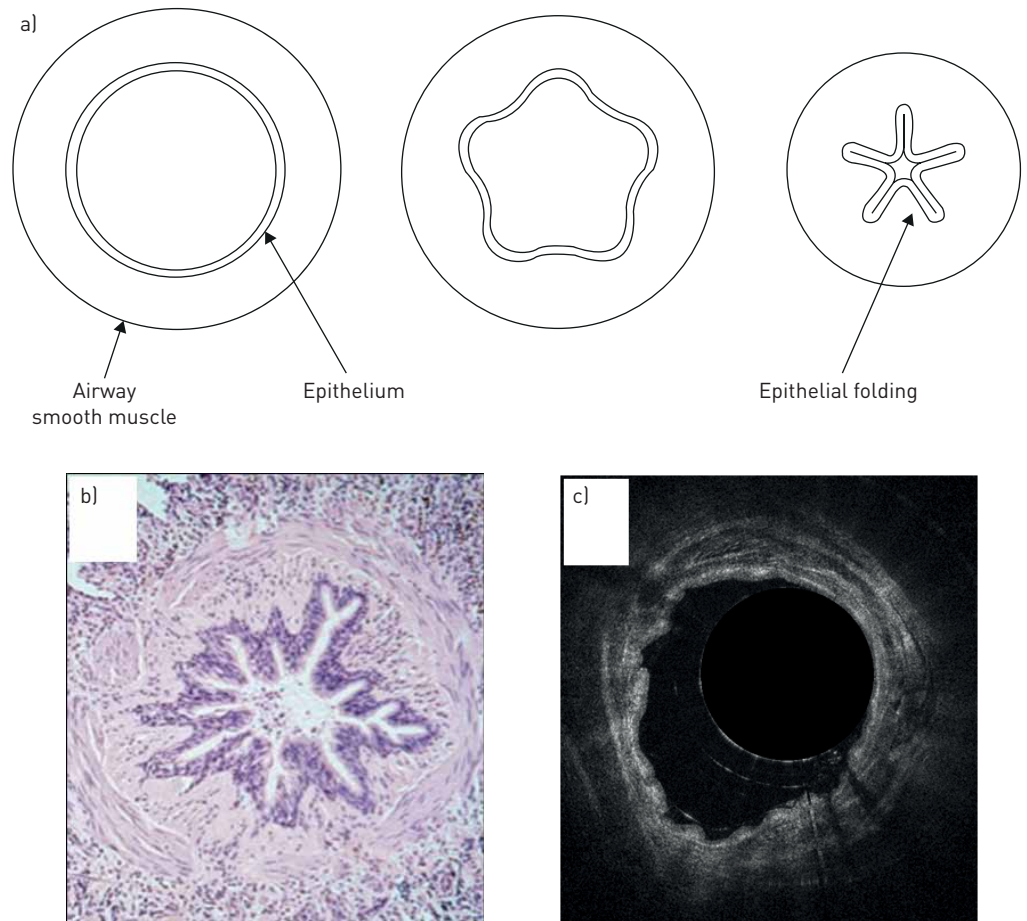 a)
Airway
smooth muscle
Epithelium
Epithelial folding
b)
c)